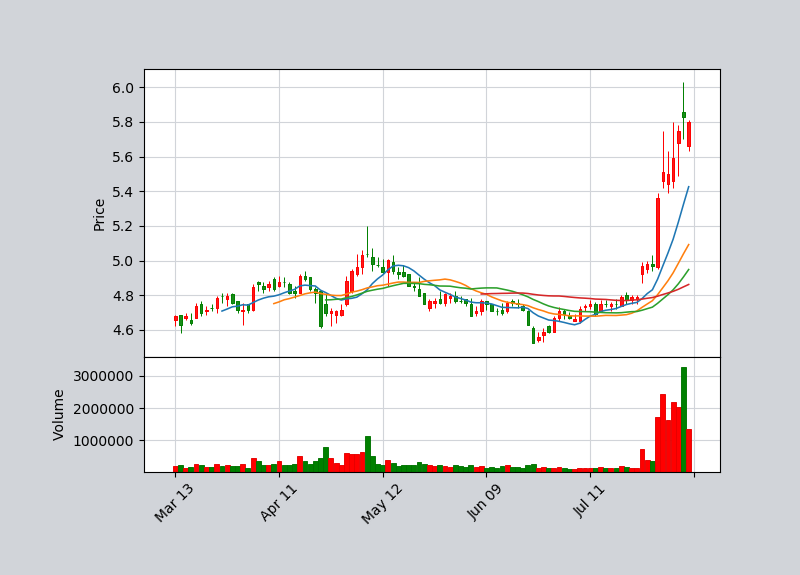 6.0
5.8
5.6
5.4
5.2
5.0
4.8
4.6
Price
3000000
2000000
1000000
Volume
Mar 13
Apr 11
May 12
Jun 09
Jul 11